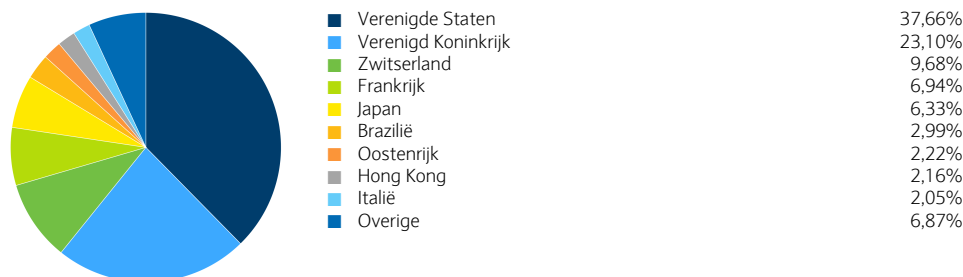 Verenigde Staten 37,66%
Verenigd Koninkrijk 23,10%
Zwitserland 9,68%
Frankrijk 6,94%
Japan 6,33%
Brazilië 2,99%
Oostenrijk 2,22%
Hong Kong 2,16%
Italië 2,05%
Overige 6,87%